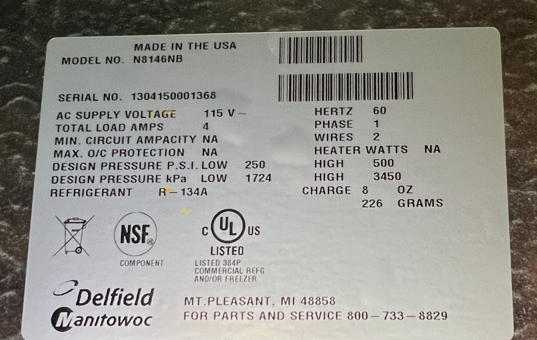 MADE IN THE USA
MODEL NO. N8146NB
SERIAL NO. 1304150001368
AC SUPPLY VOLTAGE 115 V~ HERTZ 60
TOTAL LOAD AMPS 4 PHASE 1
MIN. CIRCUIT AMPACITY NA WIRES 2
MAX. O/C PROTECTION NA HEATER WATTS NA
DESIGN PRESSURE P.S.I. LOW 250 HIGH 500
DESIGN PRESSURE kPa LOW 1724 HIGH 3450
REFRIGERANT R-134A CHARGE 8 OZ
226 GRAMS
NSF®
COMPONENT
C UL US
LISTED
LISTED 384P
COMMERCIAL REFG
AND/OR FREEZER
Delfield
Manitowoc
MT.PLEASANT, MI 48858
FOR PARTS AND SERVICE 800-733-8829